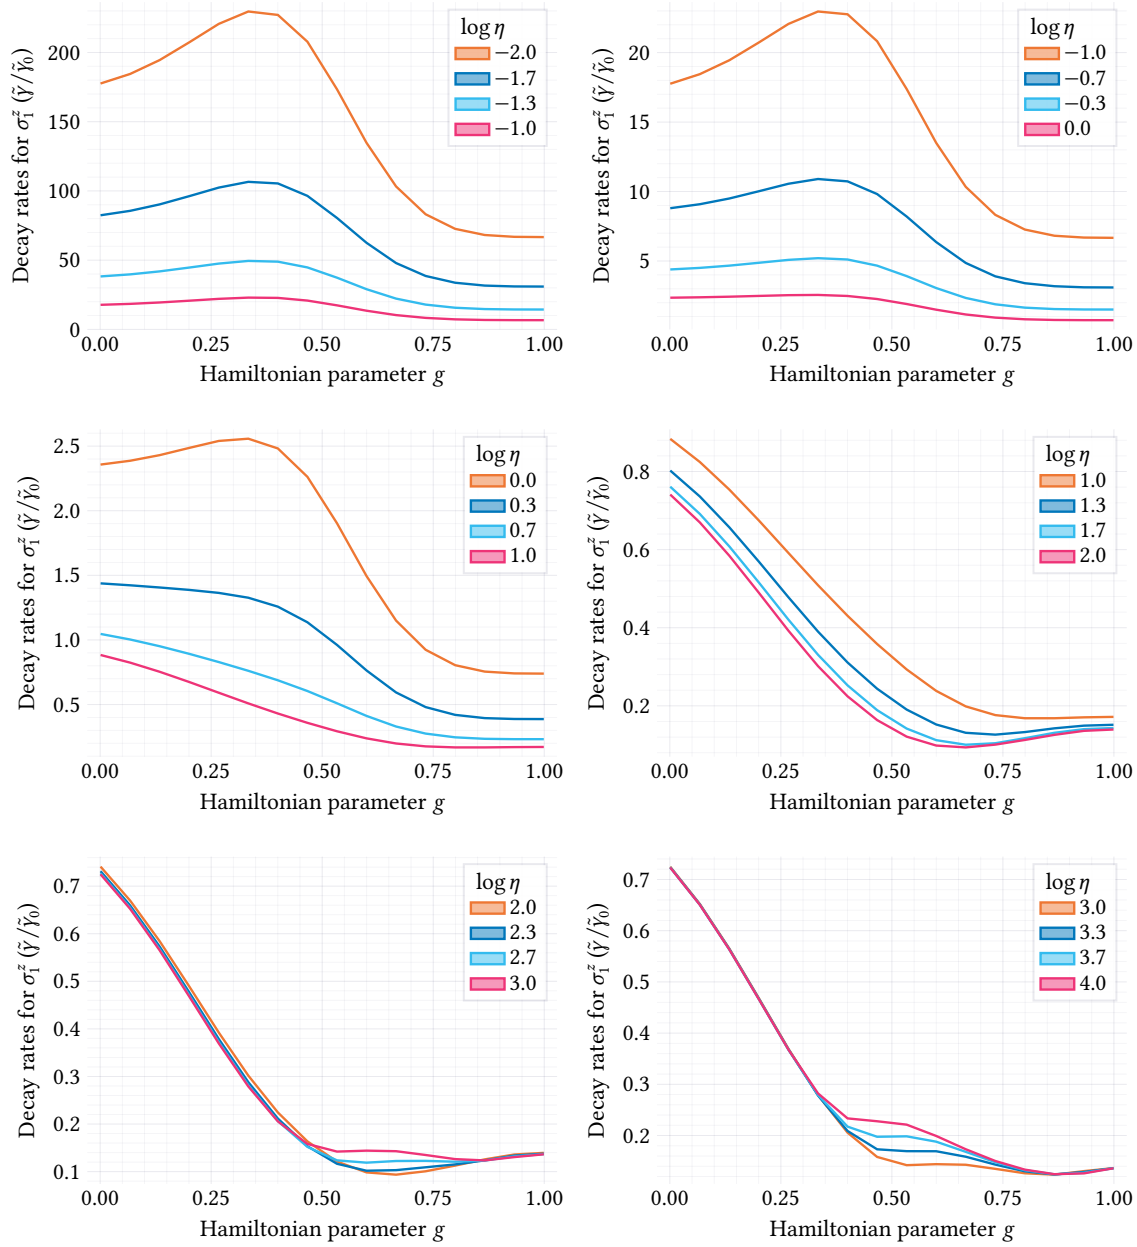 Decay rates for σ₁ᶻ (γ̃/γ̃₀)
200
150
100
50
0
log η
−2.0
−1.7
−1.3
−1.0
0.00 0.25 0.50 0.75 1.00
Hamiltonian parameter g
Decay rates for σ₁ᶻ (γ̃/γ̃₀)
20
15
10
5
log η
−1.0
−0.7
−0.3
0.0
0.00 0.25 0.50 0.75 1.00
Hamiltonian parameter g
Decay rates for σ₁ᶻ (γ̃/γ̃₀)
2.5
2.0
1.5
1.0
0.5
log η
0.0
0.3
0.7
1.0
0.00 0.25 0.50 0.75 1.00
Hamiltonian parameter g
Decay rates for σ₁ᶻ (γ̃/γ̃₀)
0.8
0.6
0.4
0.2
log η
1.0
1.3
1.7
2.0
0.00 0.25 0.50 0.75 1.00
Hamiltonian parameter g
Decay rates for σ₁ᶻ (γ̃/γ̃₀)
0.7
0.6
0.5
0.4
0.3
0.2
0.1
log η
2.0
2.3
2.7
3.0
0.00 0.25 0.50 0.75 1.00
Hamiltonian parameter g
Decay rates for σ₁ᶻ (γ̃/γ̃₀)
0.7
0.6
0.5
0.4
0.3
0.2
log η
3.0
3.3
3.7
4.0
0.00 0.25 0.50 0.75 1.00
Hamiltonian parameter g